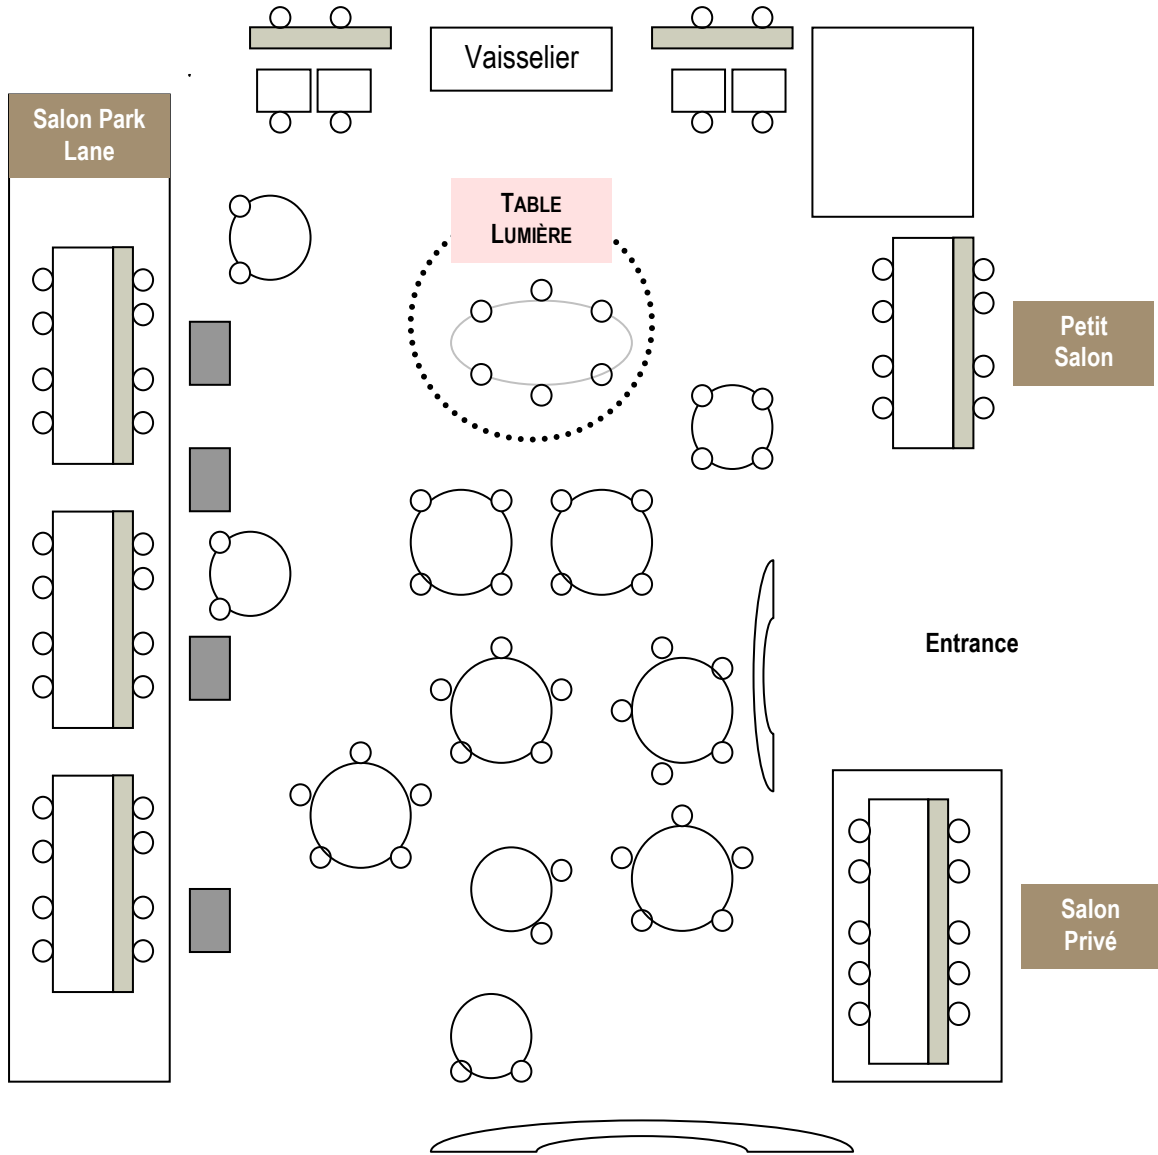 Vaisselier
Salon Park
Lane
TABLE
LUMIÈRE
Petit
Salon
Entrance
Salon
Privé